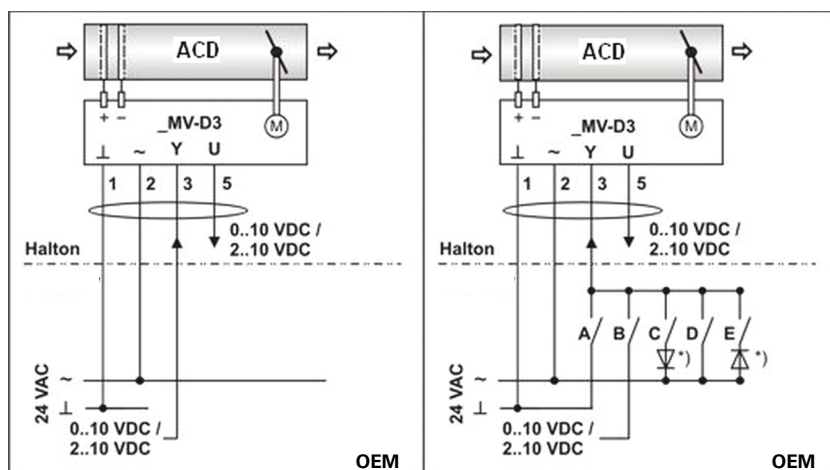 ACD
+ −
M
_MV-D3
⊥ ~ Y U
1 2 3 5
0..10 VDC /
2..10 VDC
Halton
24 VAC
~
⊥
0..10 VDC /
2..10 VDC
OEM
ACD
+ −
M
_MV-D3
⊥ ~ Y U
1 2 3 5
0..10 VDC /
2..10 VDC
Halton
A B C D E
*) *)
24 VAC
~
⊥
0..10 VDC /
2..10 VDC
OEM